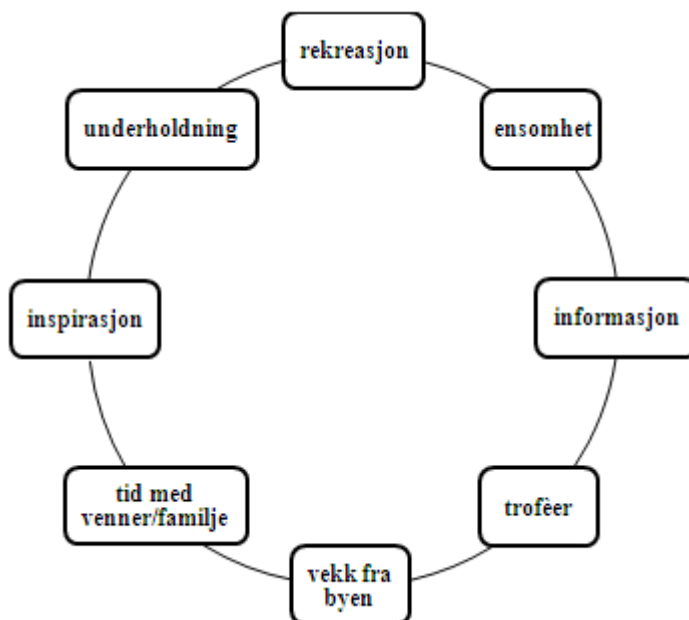 rekreasjon
underholdning
ensomhet
inspirasjon
informasjon
tid med
venner/familje
trofèer
vekk fra
byen